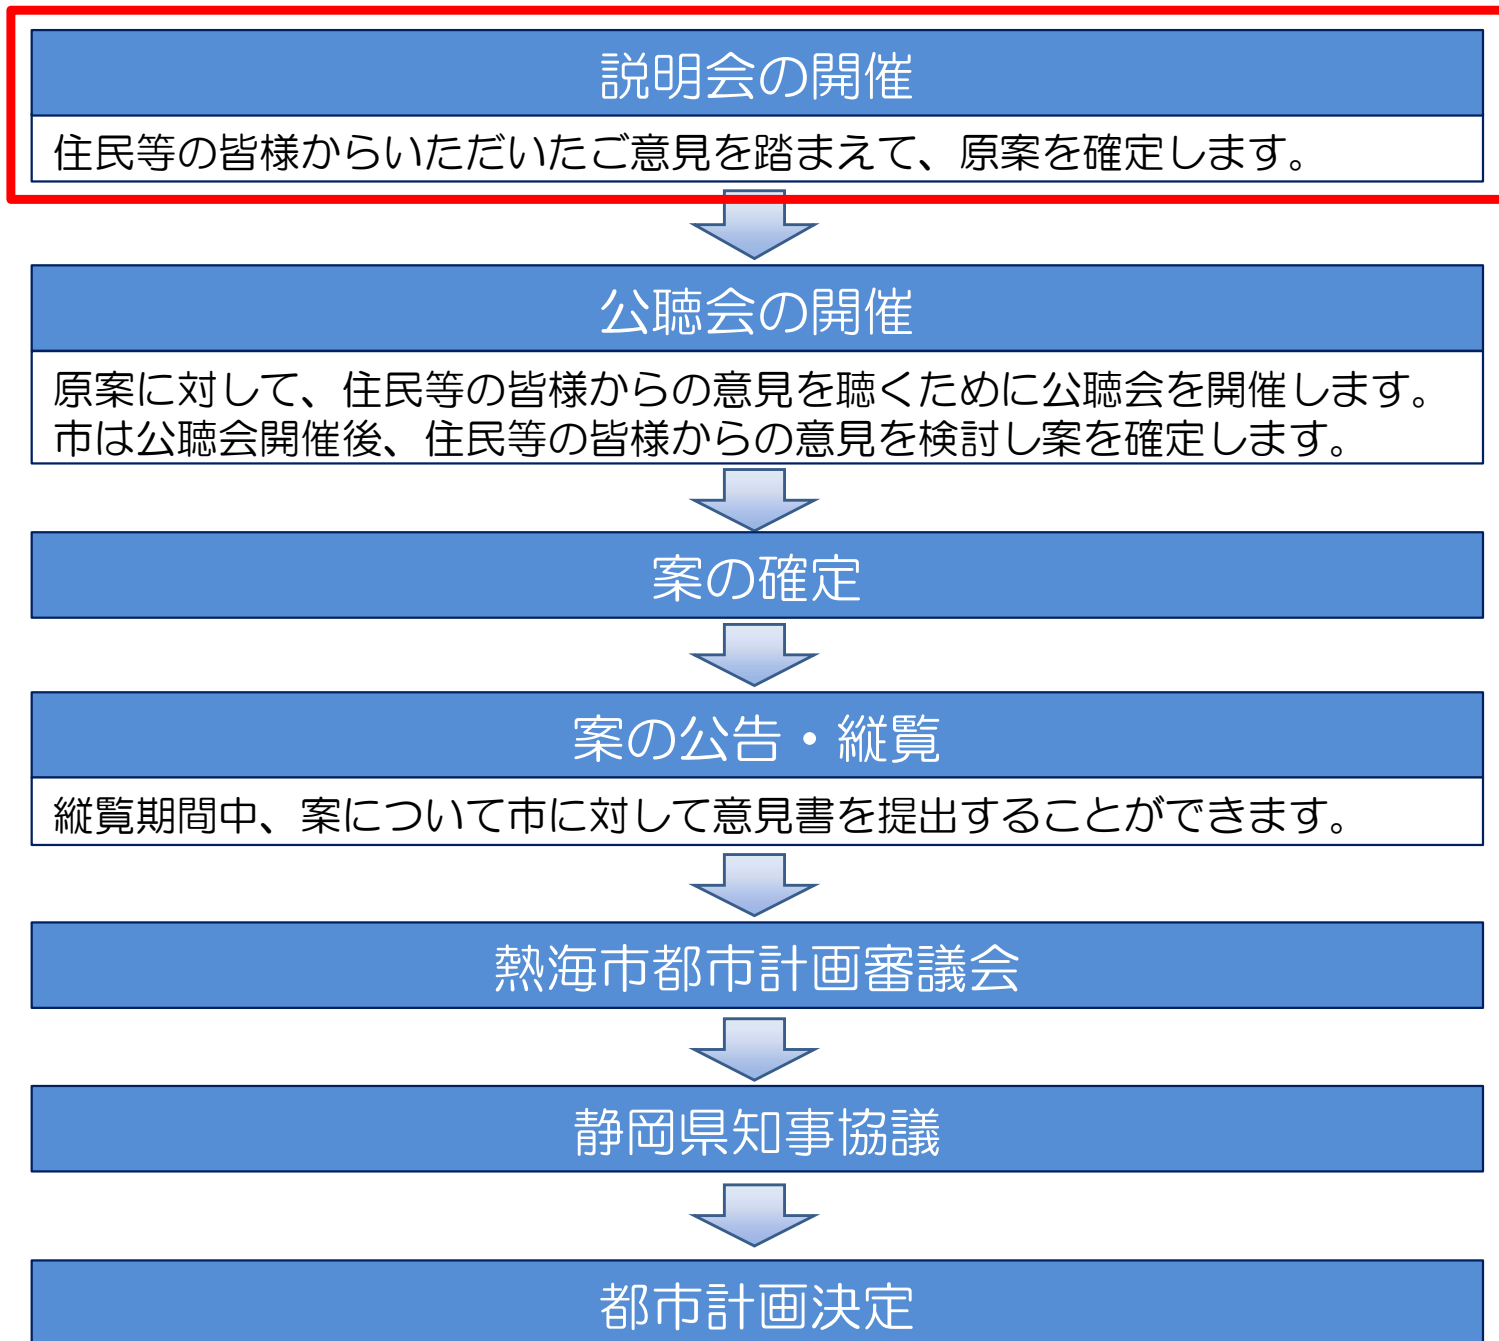 説明会の開催
住民等の皆様からいただいたご意見を踏まえて、原案を確定します。
公聴会の開催
原案に対して、住民等の皆様からの意見を聴くために公聴会を開催します。
市は公聴会開催後、住民等の皆様からの意見を検討し案を確定します。
案の確定
案の公告・縦覧
縦覧期間中、案について市に対して意見書を提出することができます。
熱海市都市計画審議会
静岡県知事協議
都市計画決定